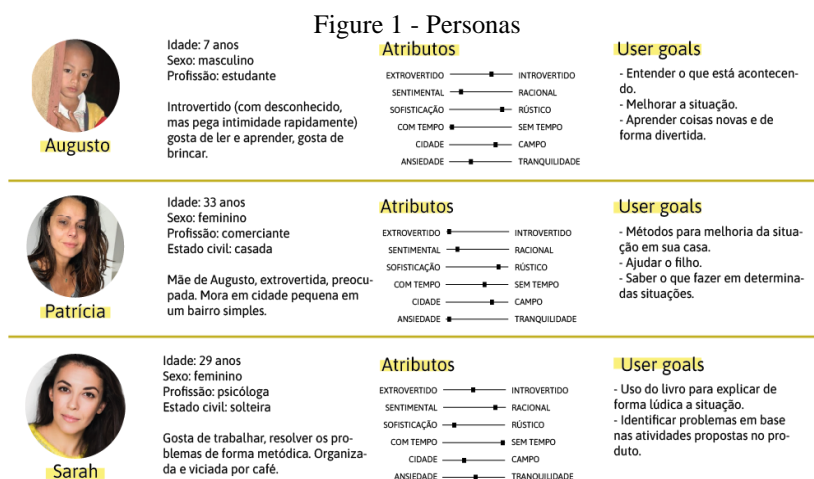 Figure 1 - Personas
Augusto
Idade: 7 anos
Sexo: masculino
Profissão: estudante
Introvertido (com desconhecido,
mas pega intimidade rapidamente)
gosta de ler e aprender, gosta de
brincar.
Atributos
EXTROVERTIDO INTROVERTIDO
SENTIMENTAL RACIONAL
SOFISTICAÇÃO RÚSTICO
COM TEMPO SEM TEMPO
CIDADE CAMPO
ANSIEDADE TRANQUILIDADE
User goals
- Entender o que está acontecen-
do.
- Melhorar a situação.
- Aprender coisas novas e de
forma divertida.
Patrícia
Idade: 33 anos
Sexo: feminino
Profissão: comerciante
Estado civil: casada
Mãe de Augusto, extrovertida, preocu-
pada. Mora em cidade pequena em
um bairro simples.
Atributos
EXTROVERTIDO INTROVERTIDO
SENTIMENTAL RACIONAL
SOFISTICAÇÃO RÚSTICO
COM TEMPO SEM TEMPO
CIDADE CAMPO
ANSIEDADE TRANQUILIDADE
User goals
- Métodos para melhoria da situa-
ção em sua casa.
- Ajudar o filho.
- Saber o que fazer em determina-
das situações.
Sarah
Idade: 29 anos
Sexo: feminino
Profissão: psicóloga
Estado civil: solteira
Gosta de trabalhar, resolver os pro-
blemas de forma metódica. Organiza-
da e viciada por café.
Atributos
EXTROVERTIDO INTROVERTIDO
SENTIMENTAL RACIONAL
SOFISTICAÇÃO RÚSTICO
COM TEMPO SEM TEMPO
CIDADE CAMPO
ANSIEDADE TRANQUILIDADE
User goals
- Uso do livro para explicar de
forma lúdica a situação.
- Identificar problemas em base
nas atividades propostas no pro-
duto.